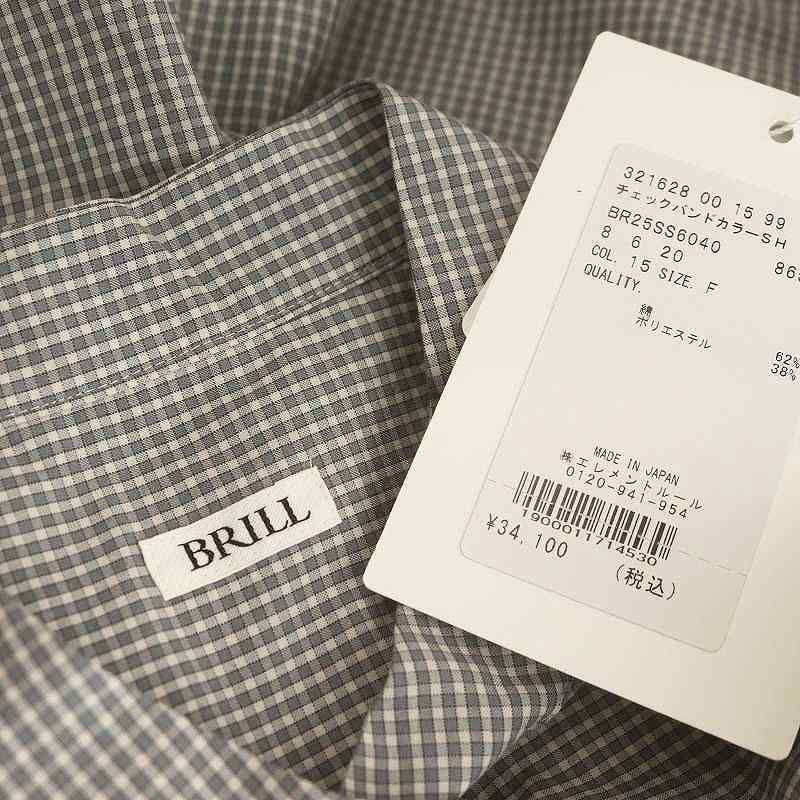 BRILL
321628 00 15 99
チェックバンドカラーSH
BR25SS6040
8 6 20
COL. 15 SIZE. F
QUALITY.
綿 62%
ポリエステル 38%
MADE IN JAPAN
㈱エレメントルール
0120-941-954
1900011714530
¥34,100
(税込)